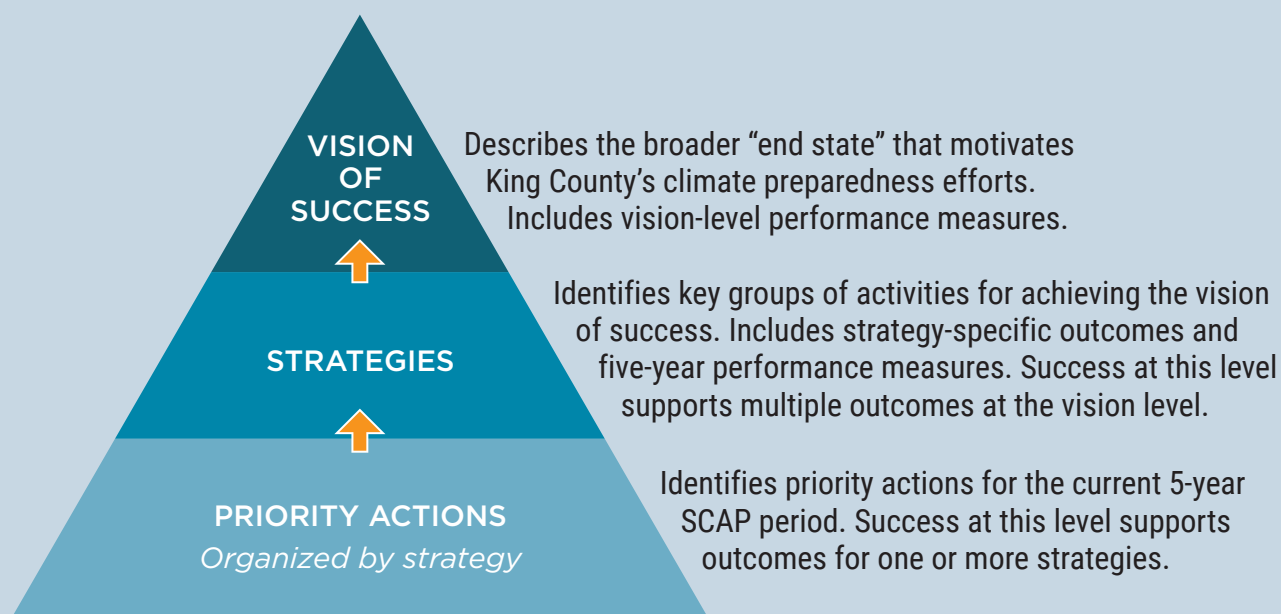 VISION
OF
SUCCESS
Describes the broader “end state” that motivates
King County’s climate preparedness efforts.
Includes vision-level performance measures.
STRATEGIES
Identifies key groups of activities for achieving the vision
of success. Includes strategy-specific outcomes and
five-year performance measures. Success at this level
supports multiple outcomes at the vision level.
PRIORITY ACTIONS
Organized by strategy
Identifies priority actions for the current 5-year
SCAP period. Success at this level supports
outcomes for one or more strategies.